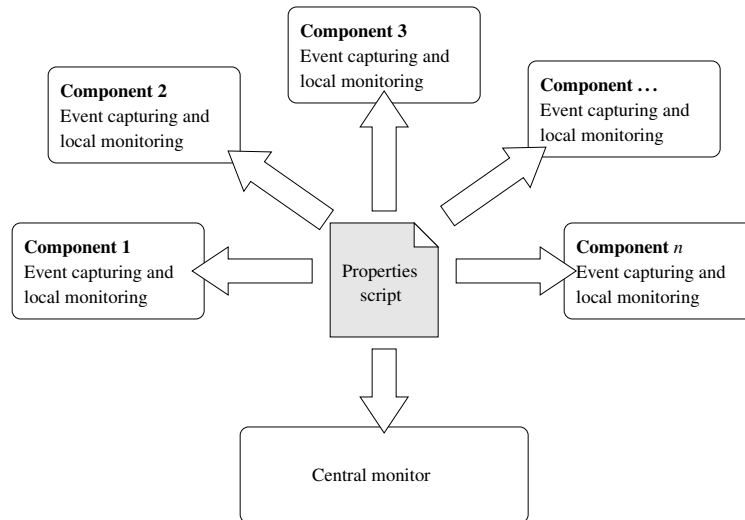 Component 3
Event capturing and
local monitoring
Component 2
Event capturing and
local monitoring
Component ...
Event capturing and
local monitoring
Component 1
Event capturing and
local monitoring
Properties
script
Component n
Event capturing and
local monitoring
Central monitor